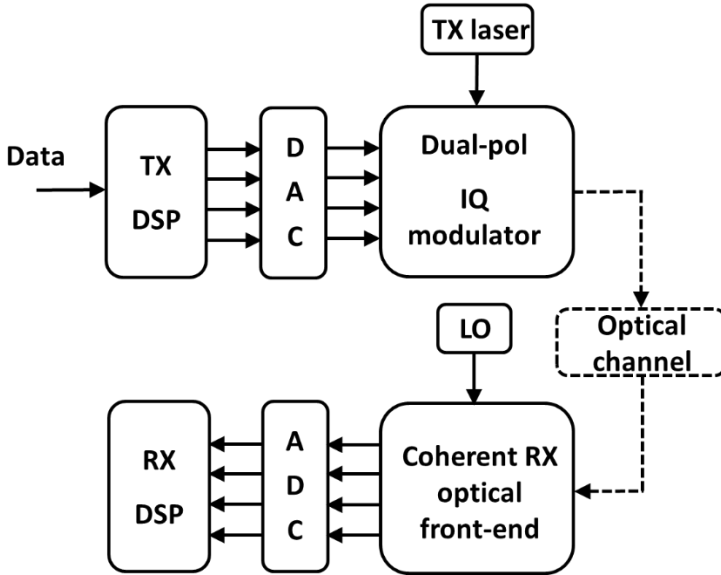 TX laser
Data
TX
DSP
D
A
C
Dual-pol
IQ
modulator
LO
Optical
channel
RX
DSP
A
D
C
Coherent RX
optical
front-end